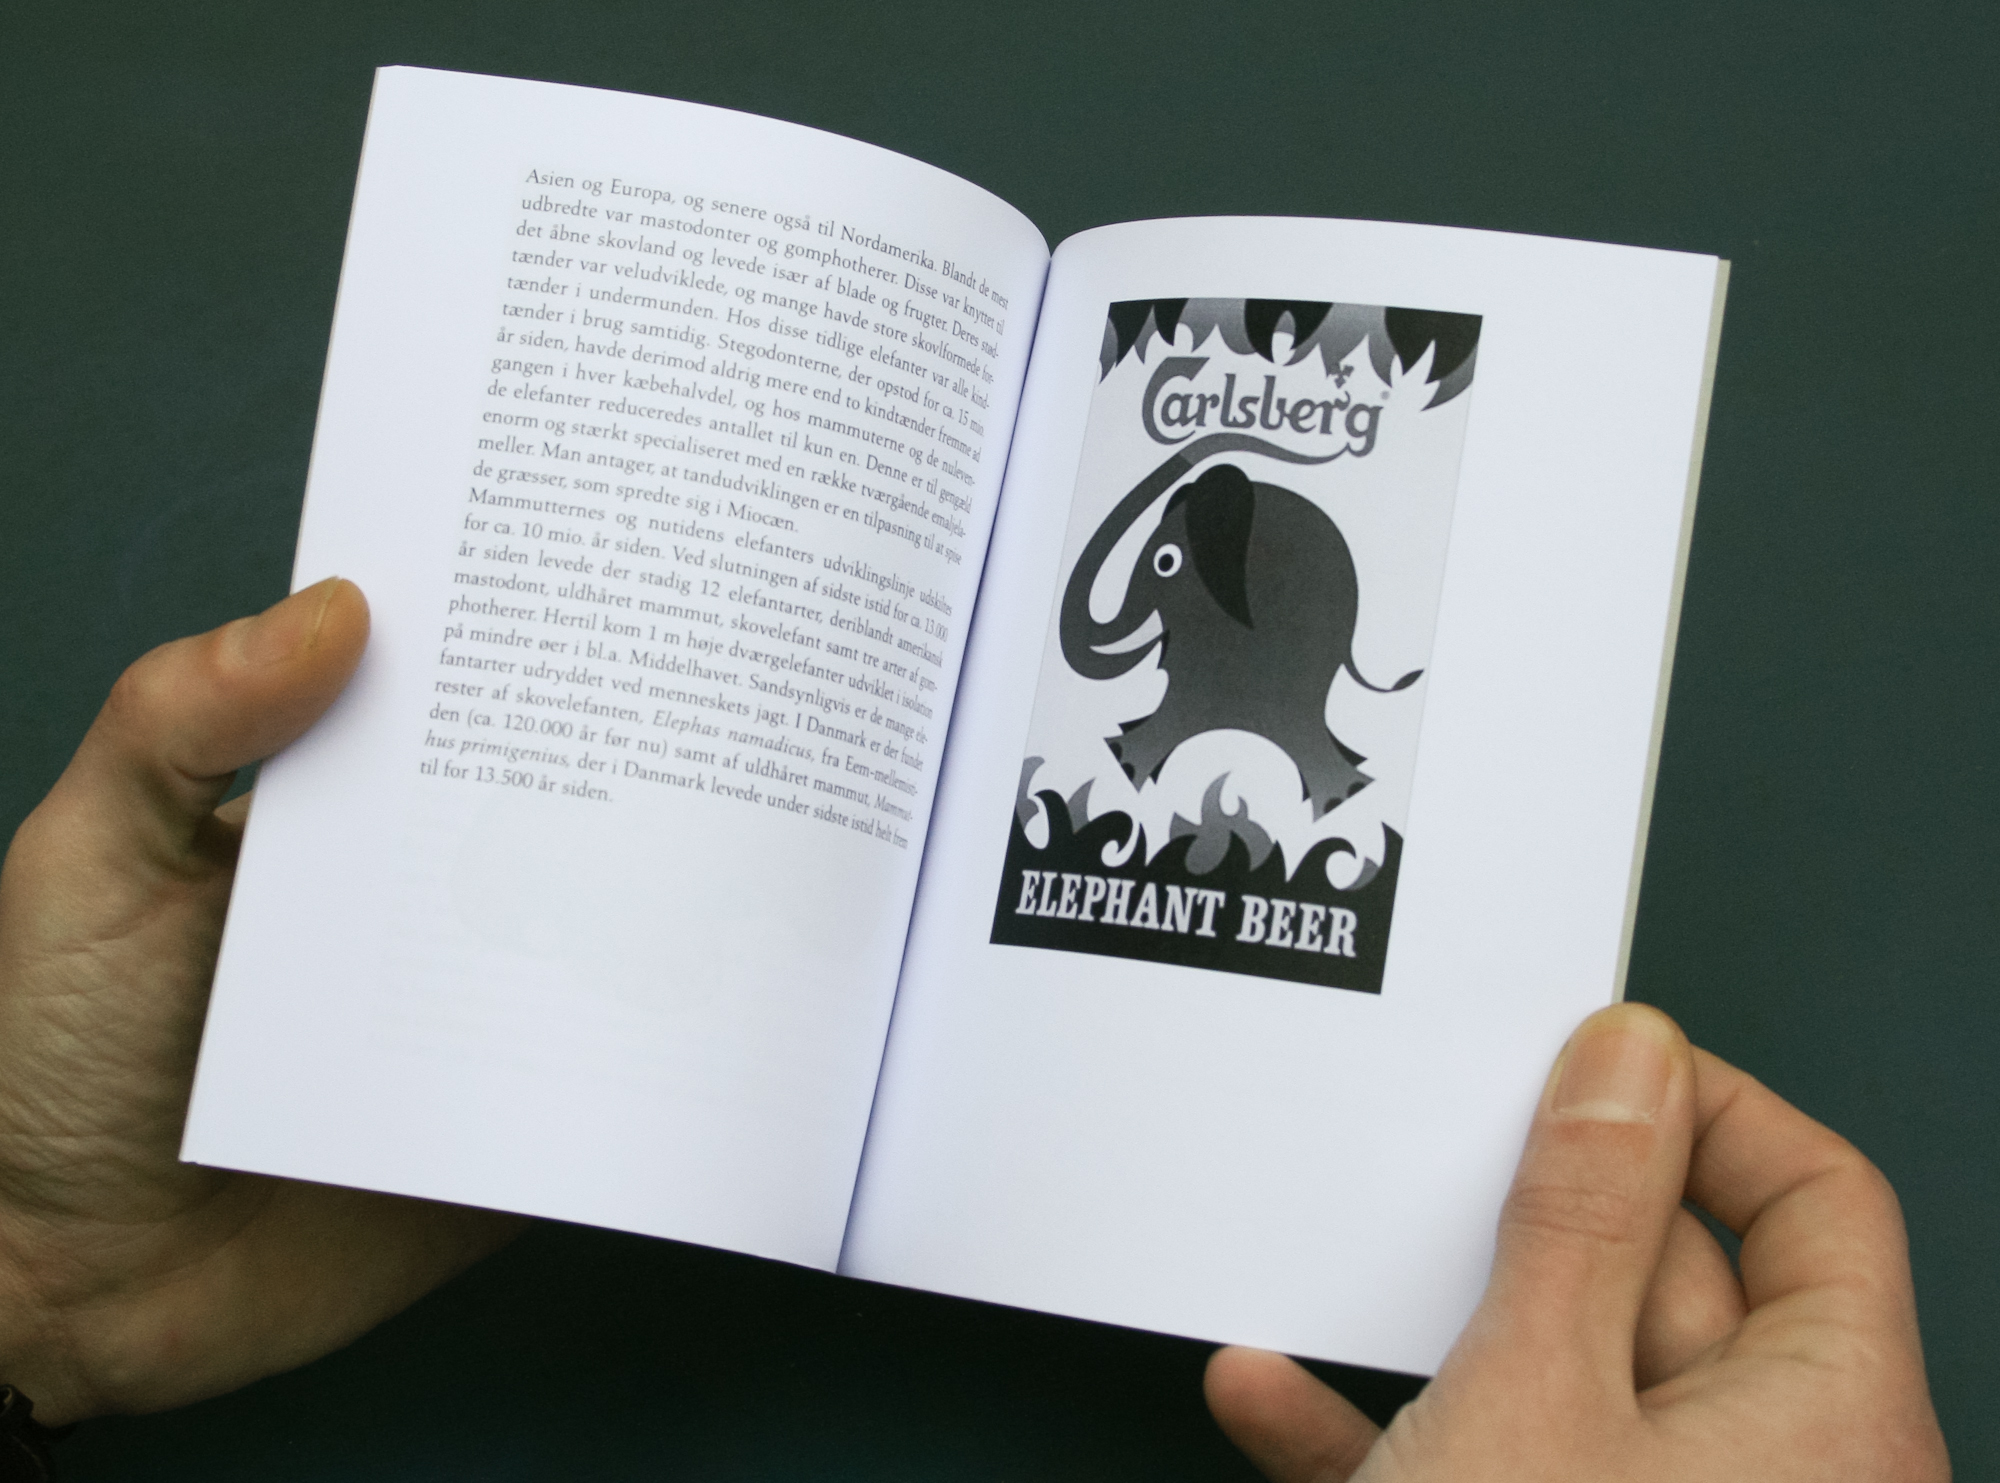 Asien og Europa, og senere også til Nordamerika. Blandt de mest
udbredte var mastodonter og gomphotherer. Disse var knyttet til
det åbne skovland og levede især af blade og frugter. Deres stød-
tænder var veludviklede, og mange havde store skovlformede for-
tænder i undermunden. Hos disse tidlige elefanter var alle kind-
tænder i brug samtidig. Stegodonterne, der opstod for ca. 15 mio.
år siden, havde derimod aldrig mere end to kindtænder fremme ad
gangen i hver kæbehalvdel, og hos mammuterne og de nuleven-
de elefanter reduceredes antallet til kun en. Denne er til gengæld
enorm og stærkt specialiseret med en række tværgående emaljela-
meller. Man antager, at tandudviklingen er en tilpasning til at spise
de græsser, som spredte sig i Miocæn.
Mammutternes og nutidens elefanters udviklingslinje udskiltes
for ca. 10 mio. år siden. Ved slutningen af sidste istid for ca. 13.000
år siden levede der stadig 12 elefantarter, deriblandt amerikansk
mastodont, uldhåret mammut, skovelefant samt tre arter af gom-
photherer. Hertil kom 1 m høje dværgelefanter udviklet i isolation
på mindre øer i bl.a. Middelhavet. Sandsynligvis er de mange ele-
fantarter udryddet ved menneskets jagt. I Danmark er der fundet
rester af skovelefanten, Elephas namadicus, fra Eem-mellemisti-
den (ca. 120.000 år før nu) samt af uldhåret mammut, Mammut-
hus primigenius, der i Danmark levede under sidste istid helt frem
til for 13.500 år siden.
Carlsberg®
ELEPHANT BEER